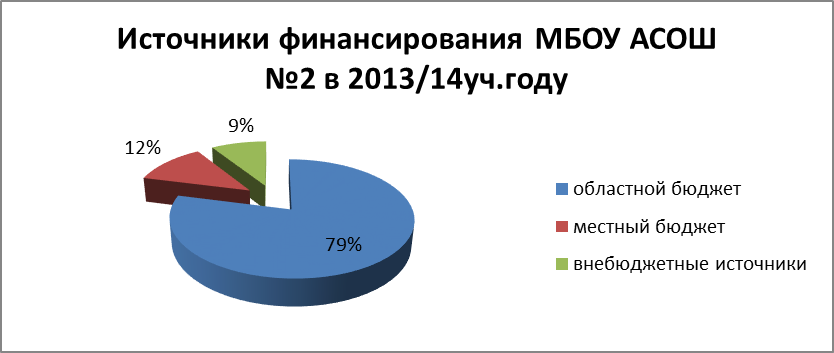 Источники финансирования МБОУ АСОШ
№2 в 2013/14уч.году
9%
12%
79%
областной бюджет
местный бюджет
внебюджетные источники